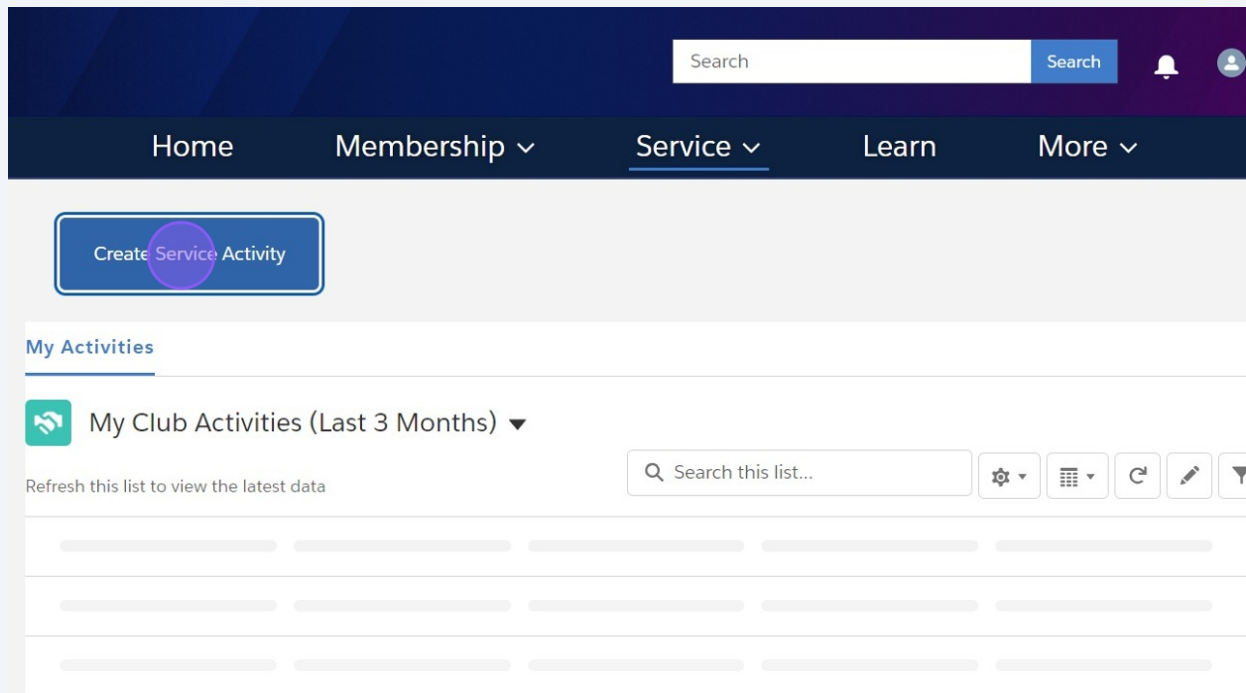 Search Search
Home Membership Service Learn More
Create Service Activity
My Activities
My Club Activities (Last 3 Months)
Search this list...
Refresh this list to view the latest data